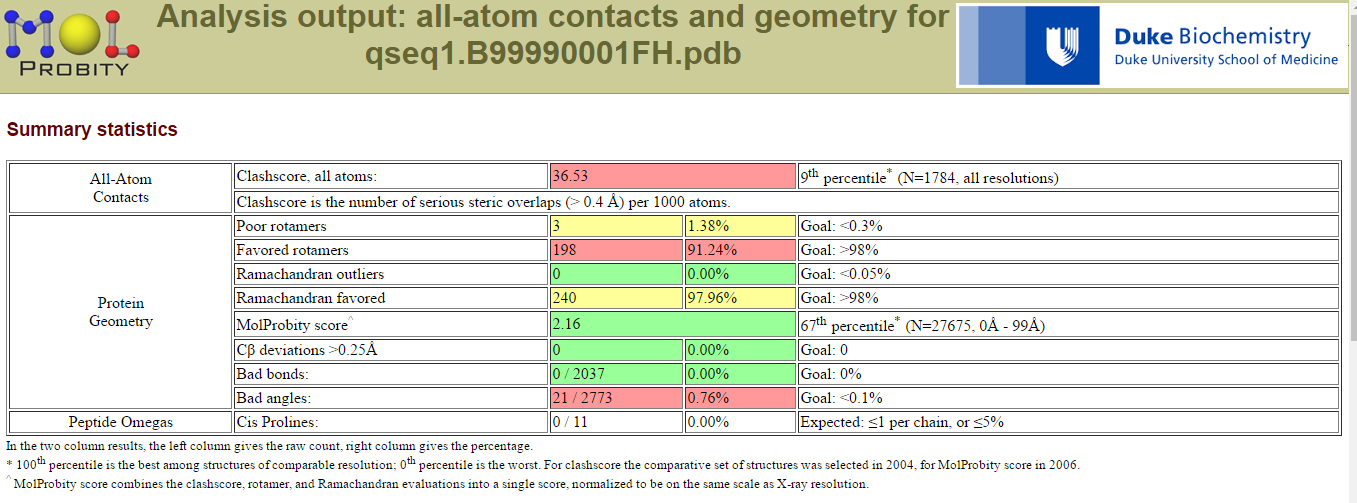 MOL
PROBITY
Analysis output: all-atom contacts and geometry for
qseq1.B99990001FH.pdb
Duke Biochemistry
Duke University School of Medicine
Summary statistics
All-Atom
Contacts
Clashscore, all atoms: 36.53 9th percentile* (N=1784, all resolutions)
Clashscore is the number of serious steric overlaps (> 0.4 Å) per 1000 atoms.
Protein
Geometry
Poor rotamers 3 1.38% Goal: <0.3%
Favored rotamers 198 91.24% Goal: >98%
Ramachandran outliers 0 0.00% Goal: <0.05%
Ramachandran favored 240 97.96% Goal: >98%
MolProbity score^ 2.16 67th percentile* (N=27675, 0Å - 99Å)
Cβ deviations >0.25Å 0 0.00% Goal: 0
Bad bonds: 0 / 2037 0.00% Goal: 0%
Bad angles: 21 / 2773 0.76% Goal: <0.1%
Peptide Omegas Cis Prolines: 0 / 11 0.00% Expected: ≤1 per chain, or ≤5%
In the two column results, the left column gives the raw count, right column gives the percentage.
* 100th percentile is the best among structures of comparable resolution; 0th percentile is the worst. For clashscore the comparative set of structures was selected in 2004, for MolProbity score in 2006.
^ MolProbity score combines the clashscore, rotamer, and Ramachandran evaluations into a single score, normalized to be on the same scale as X-ray resolution.